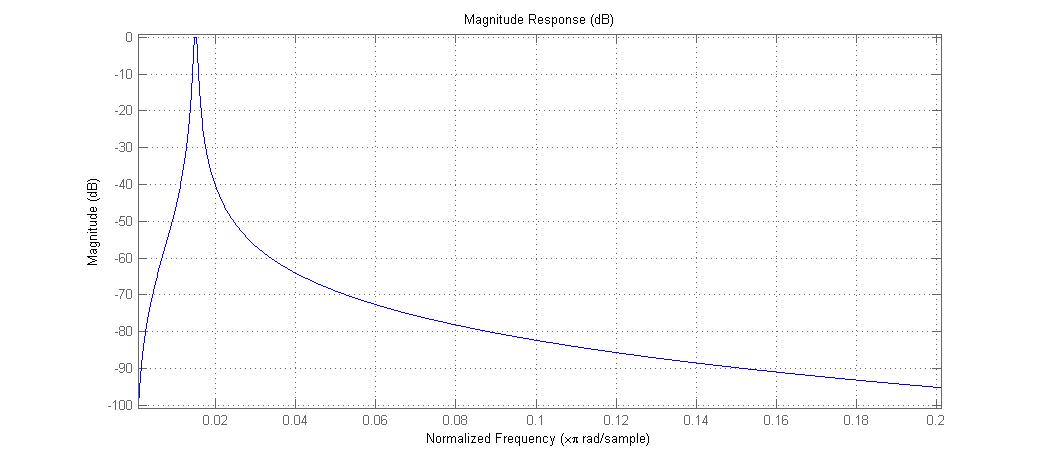 Magnitude Response (dB)
Magnitude (dB)
0
-10
-20
-30
-40
-50
-60
-70
-80
-90
-100
0.02 0.04 0.06 0.08 0.1 0.12 0.14 0.16 0.18 0.2
Normalized Frequency (×π rad/sample)